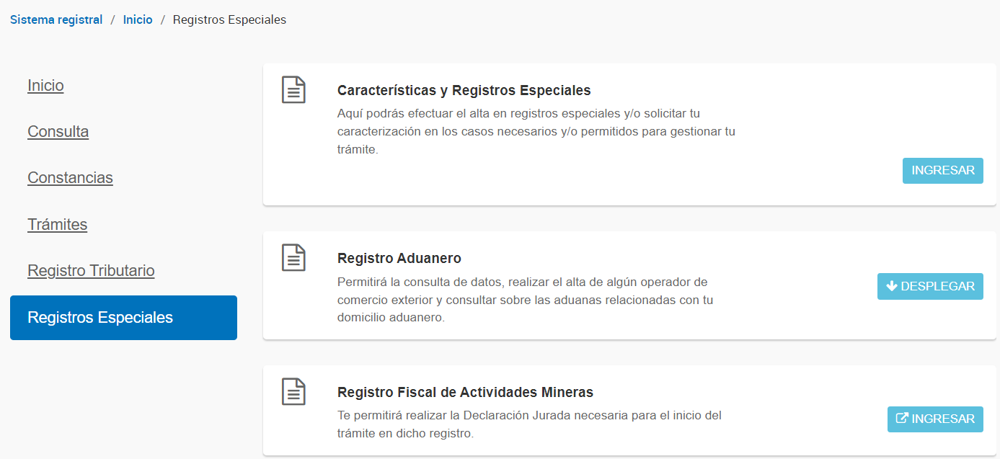 Sistema registral / Inicio / Registros Especiales
Inicio
Consulta
Constancias
Trámites
Registro Tributario
Registros Especiales
Características y Registros Especiales
Aquí podrás efectuar el alta en registros especiales y/o solicitar tu
caracterización en los casos necesarios y/o permitidos para gestionar tu
trámite.
INGRESAR
Registro Aduanero
Permitirá la consulta de datos, realizar el alta de algún operador de
comercio exterior y consultar sobre las aduanas relacionadas con tu
domicilio aduanero.
DESPLEGAR
Registro Fiscal de Actividades Mineras
Te permitirá realizar la Declaración Jurada necesaria para el inicio del
trámite en dicho registro.
INGRESAR